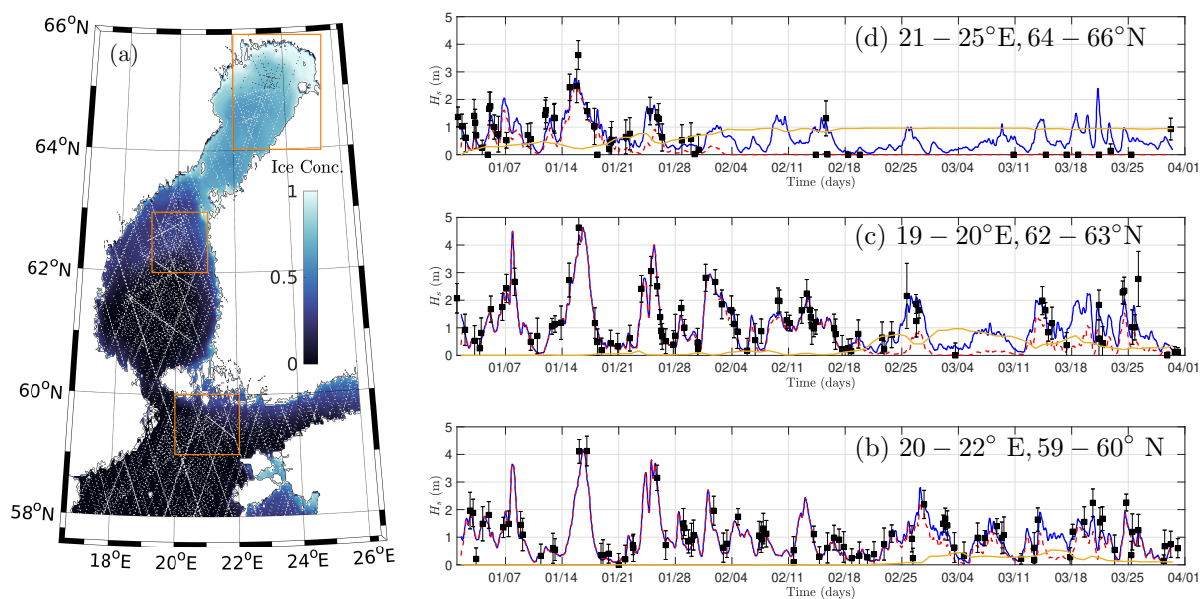 66°N
(a)
64°N
Ice Conc.
1
0.5
0
62°N
60°N
58°N
18°E
20°E
22°E
24°E
26°E
(d) 21 − 25°E, 64 − 66°N
5
4
3
2
1
0
H_s (m)
01/07
01/14
01/21
01/28
02/04
02/11
02/18
02/25
03/04
03/11
03/18
03/25
04/01
Time (days)
(c) 19 − 20°E, 62 − 63°N
5
4
3
2
1
0
H_s (m)
01/07
01/14
01/21
01/28
02/04
02/11
02/18
02/25
03/04
03/11
03/18
03/25
04/01
Time (days)
(b) 20 − 22° E, 59 − 60° N
5
4
3
2
1
0
H_s (m)
01/07
01/14
01/21
01/28
02/04
02/11
02/18
02/25
03/04
03/11
03/18
03/25
04/01
Time (days)